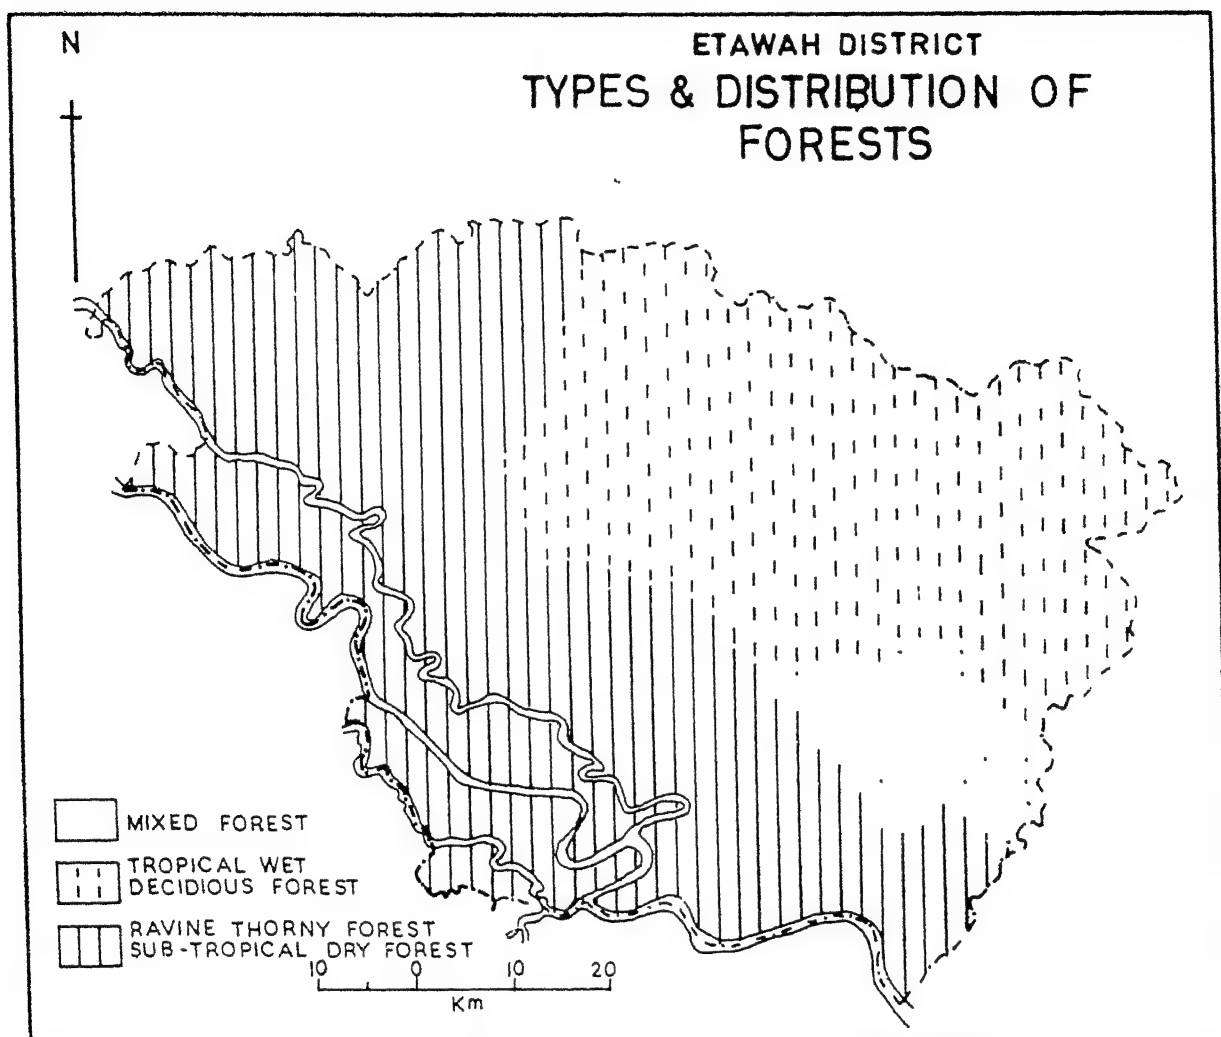 N
ETAWAH DISTRICT
TYPES & DISTRIBUTION OF
FORESTS
MIXED FOREST
TROPICAL WET
DECIDIOUS FOREST
RAVINE THORNY FOREST
SUB-TROPICAL DRY FOREST
10 0 10 20
Km